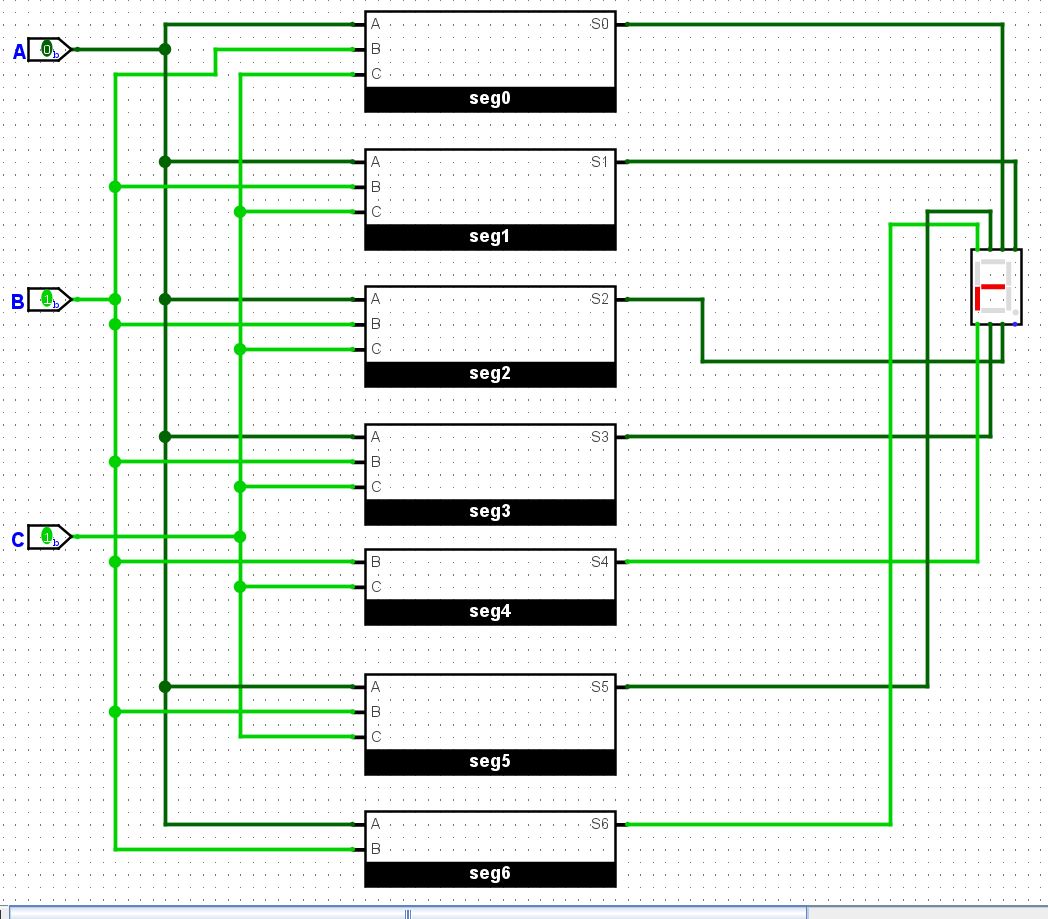 A 0 b
A S0
B
C
seg0
A S1
B
C
seg1
B 1 b
A S2
B
C
seg2
A S3
B
C
seg3
C 1 b
B S4
C
seg4
A S5
B
C
seg5
A S6
B
seg6